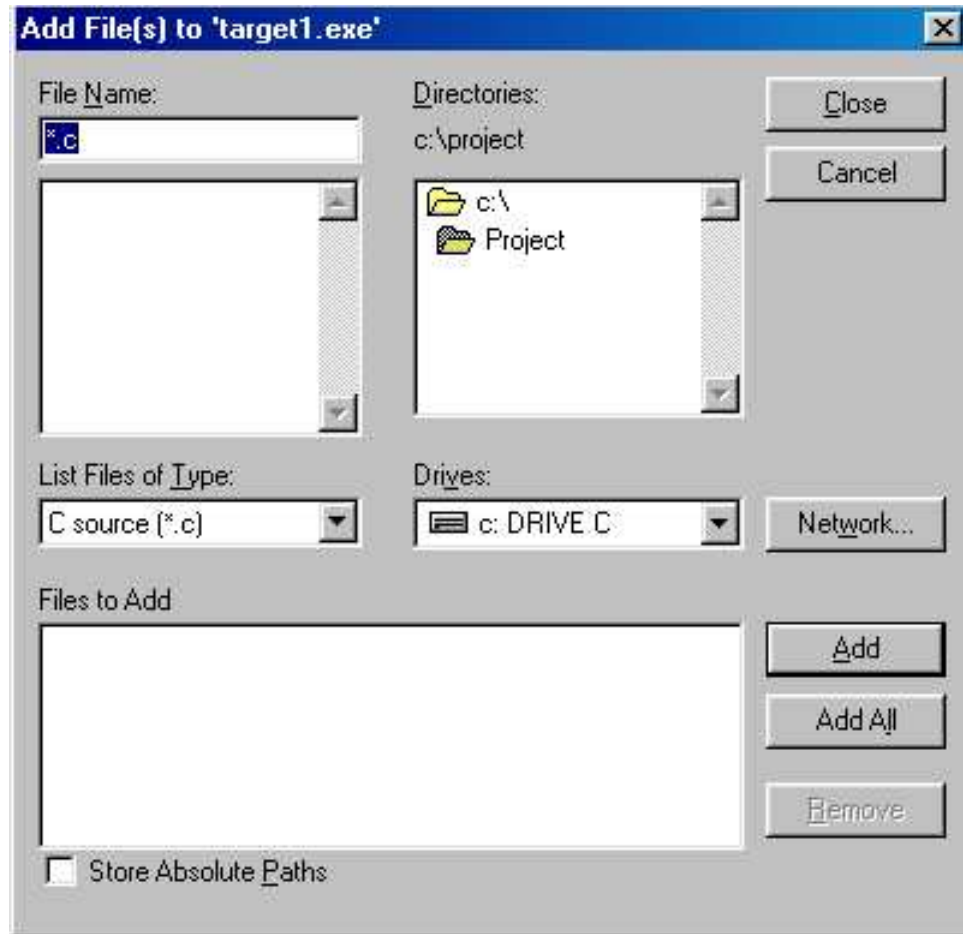 Add File(s) to 'target1.exe'
File Name:
*.c
Directories:
c:\project
c:\
Project
Close
Cancel
List Files of Type:
C source (*.c)
Drives:
c: DRIVE C
Network...
Files to Add
Add
Add All
Remove
Store Absolute Paths